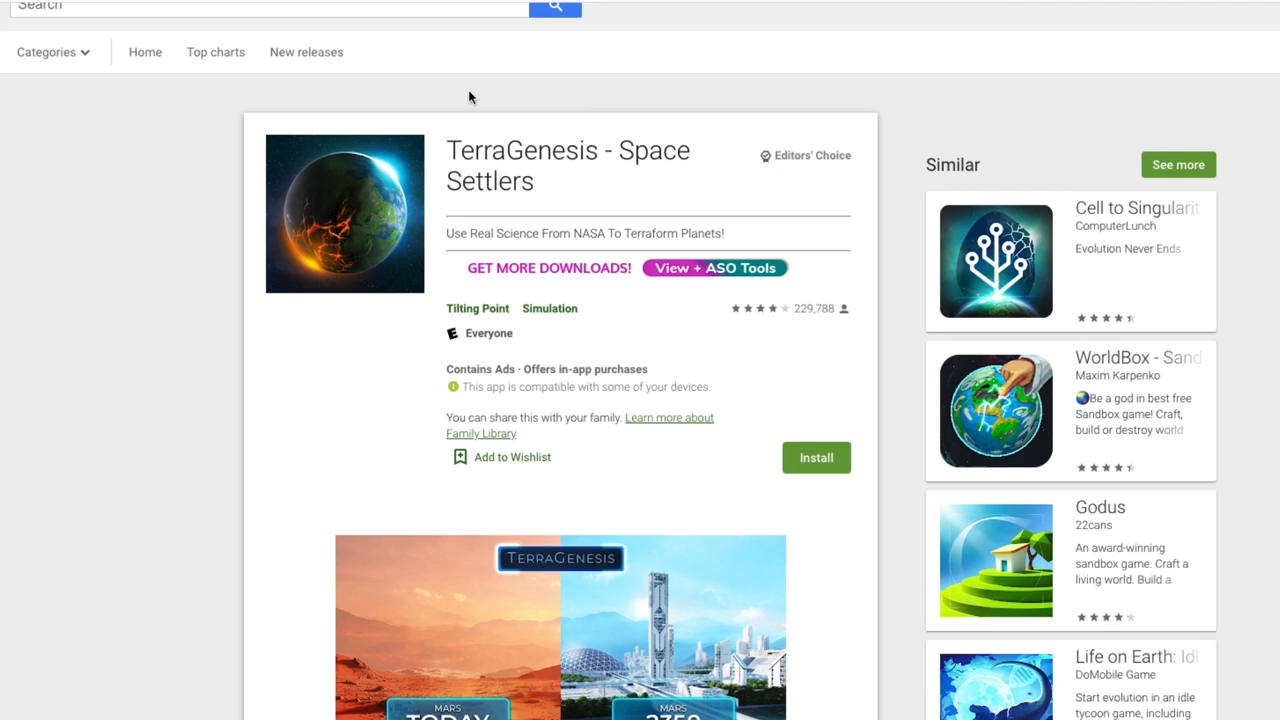 Search
Categories
Home
Top charts
New releases
TerraGenesis - Space
Settlers
Editors' Choice
Use Real Science From NASA To Terraform Planets!
GET MORE DOWNLOADS!
View + ASO Tools
Tilting Point
Simulation
229,788
Everyone
Contains Ads · Offers in-app purchases
This app is compatible with some of your devices.
You can share this with your family. Learn more about
Family Library
Add to Wishlist
Install
TERRAGENESIS
MARS
TODAY
MARS
2350
Similar
See more
Cell to Singularit
ComputerLunch
Evolution Never Ends
WorldBox - Sand
Maxim Karpenko
Be a god in best free
Sandbox game! Craft,
build or destroy world
Godus
22cans
An award-winning
sandbox game. Craft a
living world. Build a
Life on Earth: Idl
DoMobile Game
Start evolution in an idle
tycoon game, including